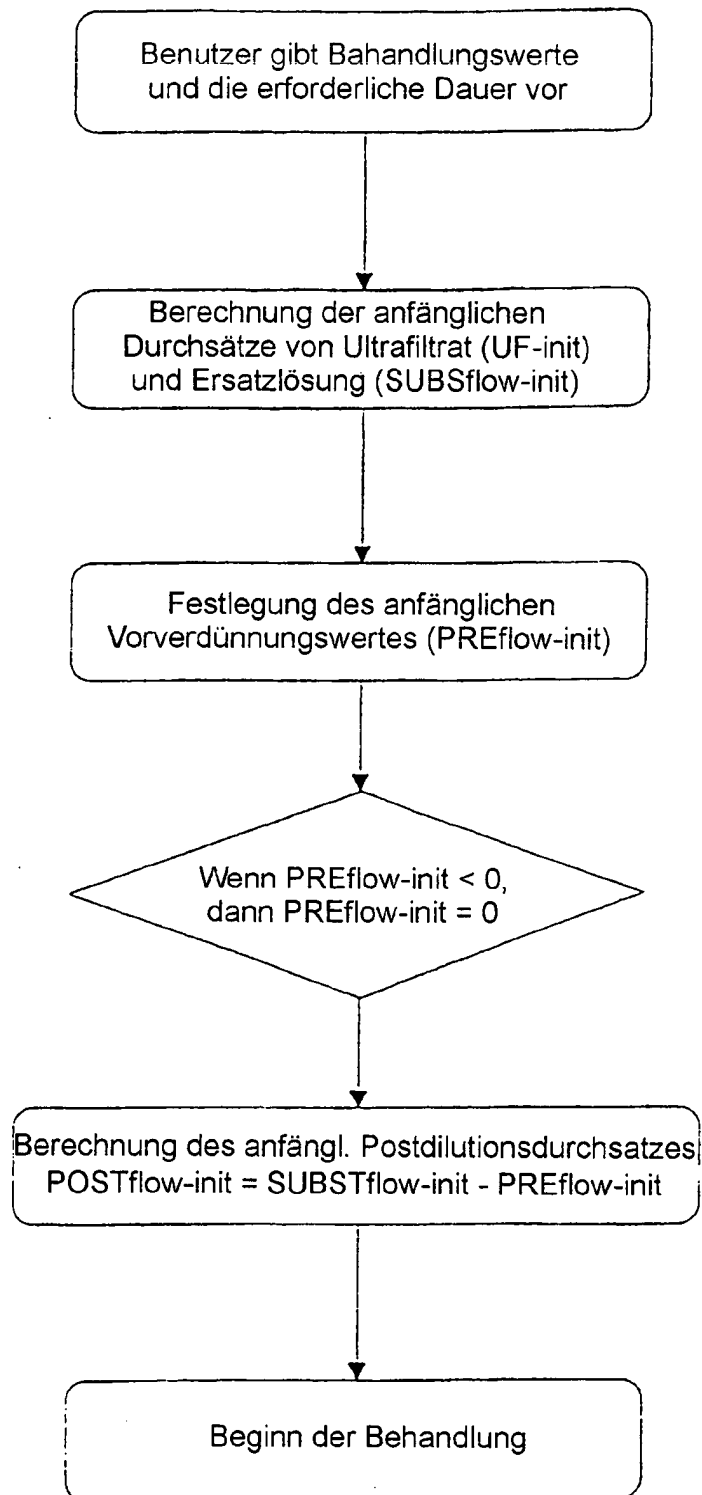 Benutzer gibt Bahandlungswerte
und die erforderliche Dauer vor
Berechnung der anfänglichen
Durchsätze von Ultrafiltrat (UF-init)
und Ersatzlösung (SUBSflow-init)
Festlegung des anfänglichen
Vorverdünnungswertes (PREflow-init)
Wenn PREflow-init < 0,
dann PREflow-init = 0
Berechnung des anfängl. Postdilutionsdurchsatzes
POSTflow-init = SUBSTflow-init - PREflow-init
Beginn der Behandlung